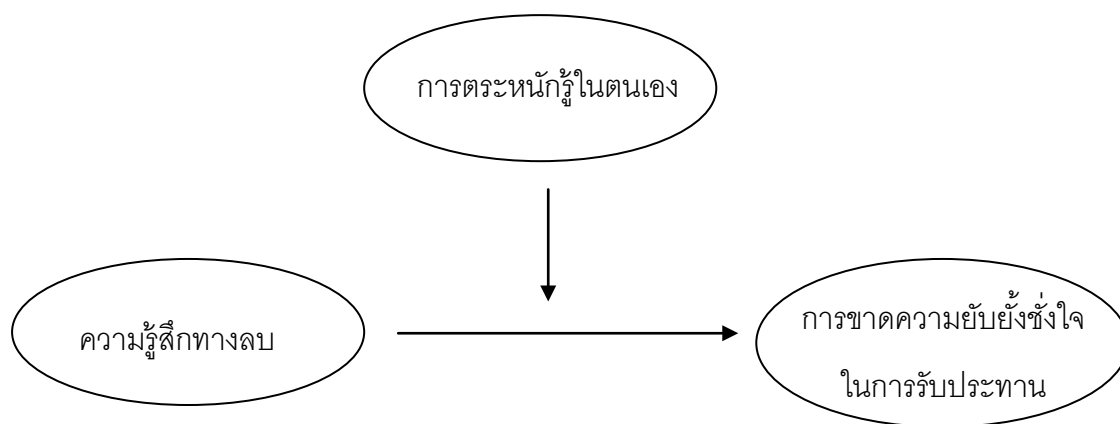 การตระหนักรู้ในตนเอง
ความรู้สึกทางลบ
การขาดความยับยั้งชั่งใจ
ในการรับประทาน